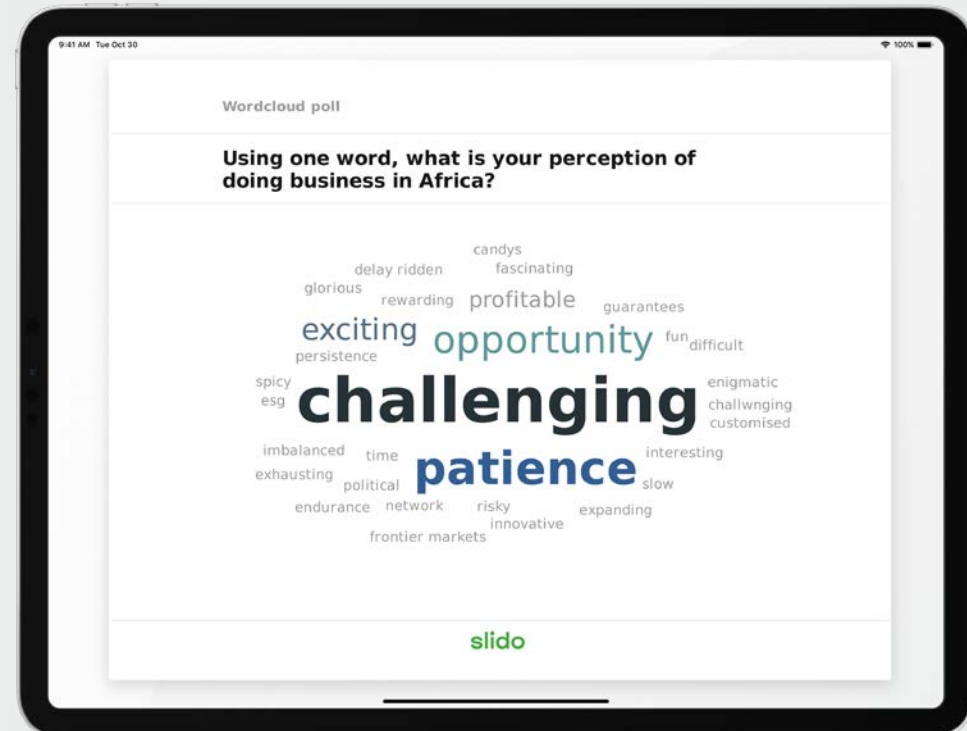 9:41 AM Tue Oct 30
100%
Wordcloud poll
Using one word, what is your perception of
doing business in Africa?
candys
delay ridden
fascinating
glorious
rewarding
profitable
guarantees
exciting
opportunity
fun
difficult
persistence
spicy
challenging
enigmatic
esg
challwnging
customised
imbalanced
time
patience
interesting
exhausting
political
slow
endurance
network
risky
expanding
innovative
frontier markets
slido